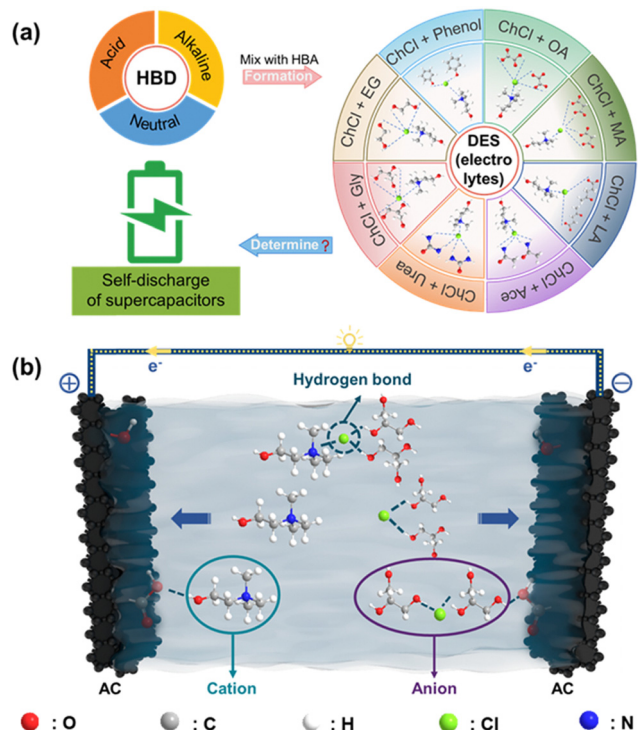 (a)
Acid
Alkaline
Neutral
HBD
Mix with HBA
Formation
ChCl + Phenol
ChCl + OA
ChCl + MA
ChCl + LA
ChCl + Ace
ChCl + Urea
ChCl + Gly
ChCl + EG
DES
(electro
lytes)
Determine ?
Self-discharge
of supercapacitors
(b)
e-
e-
+
−
Hydrogen bond
AC
Cation
Anion
AC
: O
: C
: H
: Cl
: N